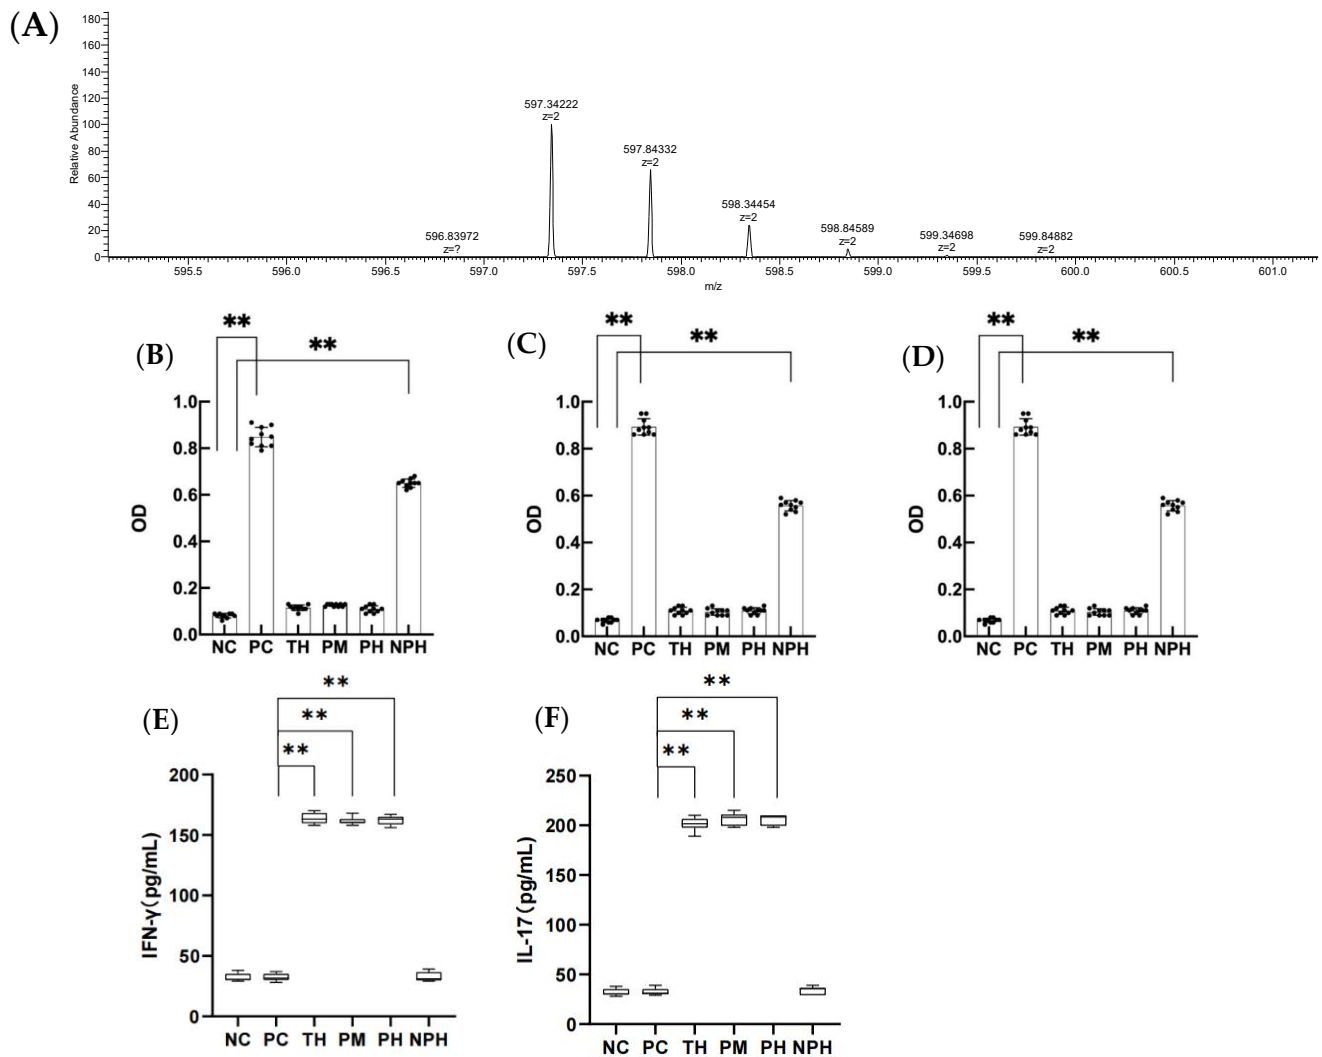 (A)
Relative Abundance
180
160
140
120
100
80
60
40
20
0
597.34222
z=2
597.84332
z=2
598.34454
z=2
596.83972
z=?
598.84589
z=2
599.34698
z=2
599.84882
z=2
595.5 596.0 596.5 597.0 597.5 598.0 598.5 599.0 599.5 600.0 600.5 601.0
m/z
(B)
** **
OD
1.0
0.8
0.6
0.4
0.2
0.0
NC PC TH PM PH NPH
(C)
** **
OD
1.0
0.8
0.6
0.4
0.2
0.0
NC PC TH PM PH NPH
(D)
** **
OD
1.0
0.8
0.6
0.4
0.2
0.0
NC PC TH PM PH NPH
(E)
**
**
**
IFN-γ(pg/mL)
200
150
100
50
0
NC PC TH PM PH NPH
(F)
**
**
**
IL-17(pg/mL)
250
200
150
100
50
0
NC PC TH PM PH NPH